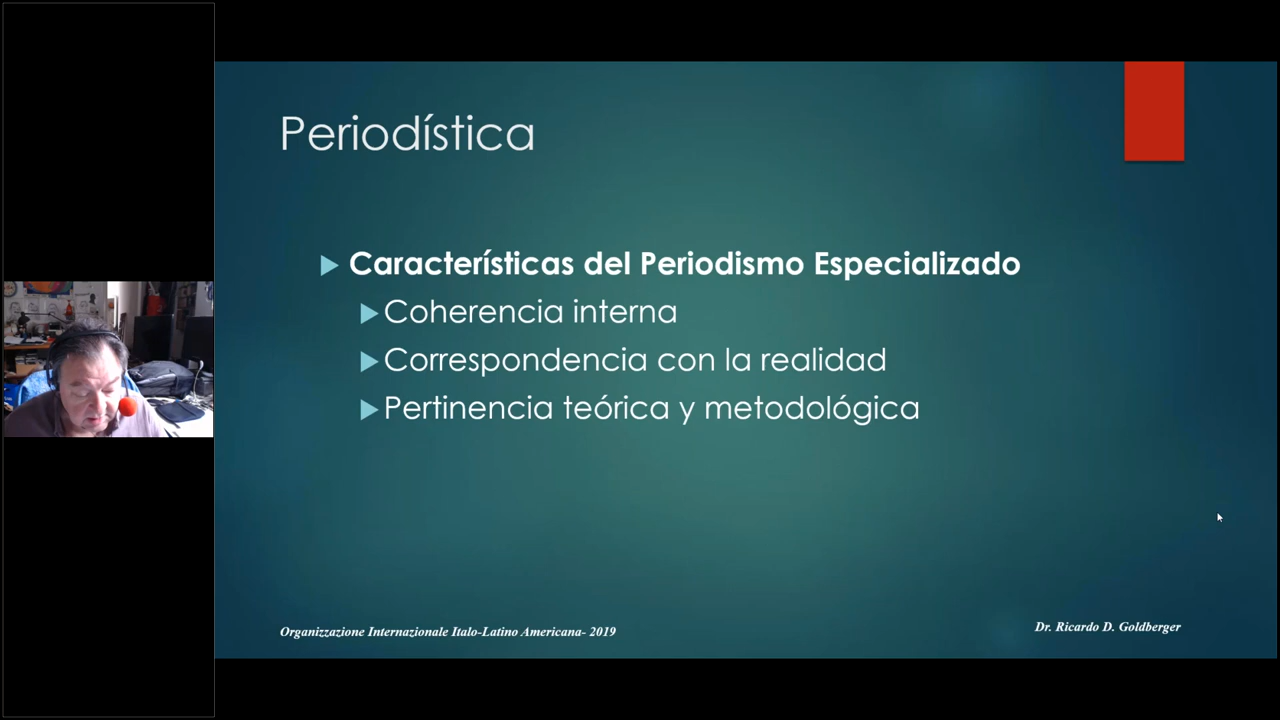 Periodística
Características del Periodismo Especializado
Coherencia interna
Correspondencia con la realidad
Pertinencia teórica y metodológica
Organizzazione Internazionale Italo-Latino Americana- 2019
Dr. Ricardo D. Goldberger